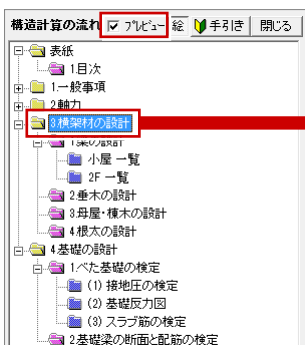 構造計算の流れ プレビュー 絵 手引き 閉じる
表紙
1.目次
1.一般事項
2.軸力
3.横架材の設計
1.梁の設計
小屋 一覧
2F 一覧
2.垂木の設計
3.母屋・棟木の設計
4.根太の設計
4.基礎の設計
1.べた基礎の検定
(1) 接地圧の検定
(2) 基礎反力図
(3) スラブ筋の検定
2.基礎梁の断面と配筋の検定